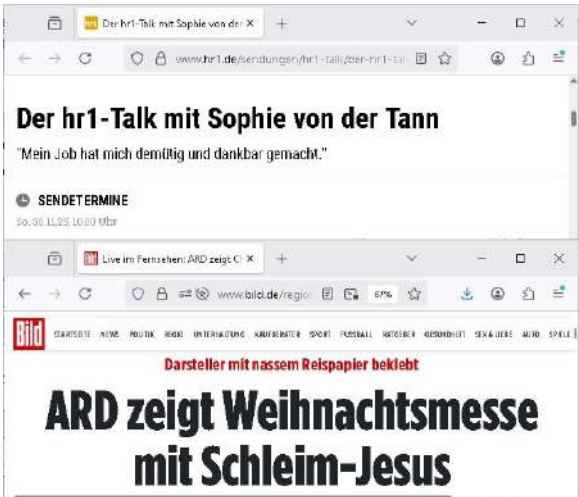 hr1
Der hr1-Talk mit Sophie von der
www.hr1.de/sendungen/hr1-talk/der-hr1-tal
Der hr1-Talk mit Sophie von der Tann
"Mein Job hat mich demütig und dankbar gemacht."
SENDETERMINE
So. 30.11.25, 10.00 Uhr
Live im Fernsehen: ARD zeigt
www.bild.de/regio
67%
Bild
STARTSEITE NEWS POLITIK REGIO UNTERHALTUNG KAUFBERATER SPORT FUSSBALL RATGEBER GESUNDHEIT SEX & LIEBE AUTO SPIELE
Darsteller mit nassem Reispapier beklebt
ARD zeigt Weihnachtsmesse
mit Schleim-Jesus